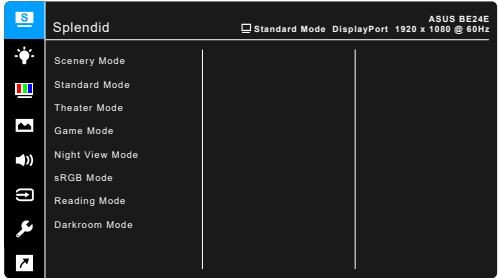 S
Splendid
ASUS BE24E
Standard Mode DisplayPort 1920 x 1080 @ 60Hz
Scenery Mode
Standard Mode
Theater Mode
Game Mode
Night View Mode
sRGB Mode
Reading Mode
Darkroom Mode